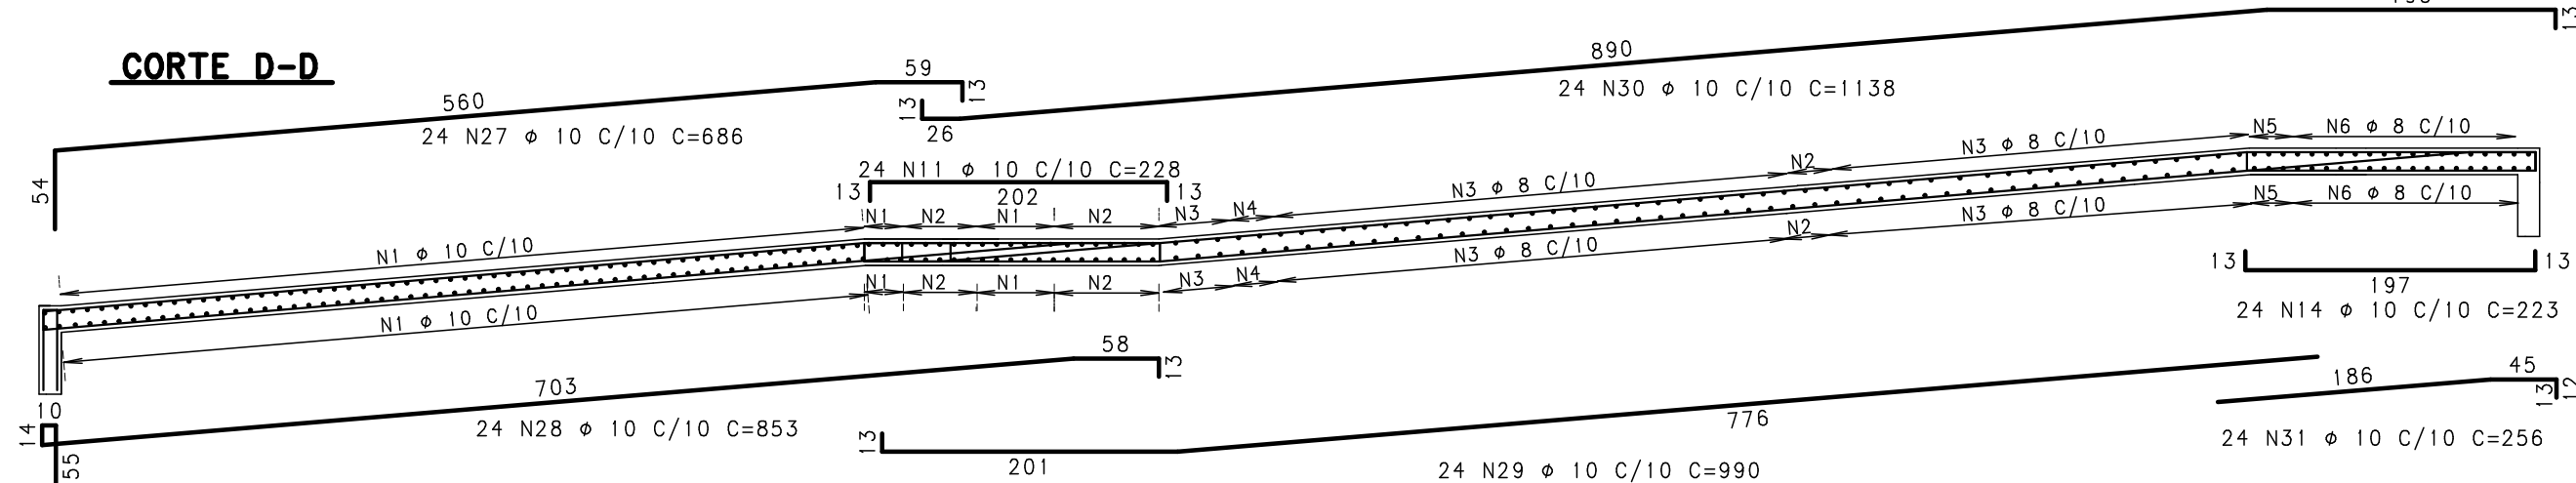 13
CORTE D-D
890
59
24 N30 ø 10 C/10 C=1138
560
13
13
24 N27 ø 10 C/10 C=686
26
N5
N6 ø 8 C/10
N3 ø 8 C/10
N2
54
24 N11 ø 10 C/10 C=228
13
202
13
N3 ø 8 C/10
N1
N2
N1
N2
N3
N4
N5
N6 ø 8 C/10
N3 ø 8 C/10
N2
N1 ø 10 C/10
N3 ø 8 C/10
13
197
13
N1
N2
N1
N2
N3
N4
24 N14 ø 10 C/10 C=223
N1 ø 10 C/10
58
13
703
186
45
13
12
10
14
55
24 N28 ø 10 C/10 C=853
13
201
776
24 N31 ø 10 C/10 C=256
24 N29 ø 10 C/10 C=990